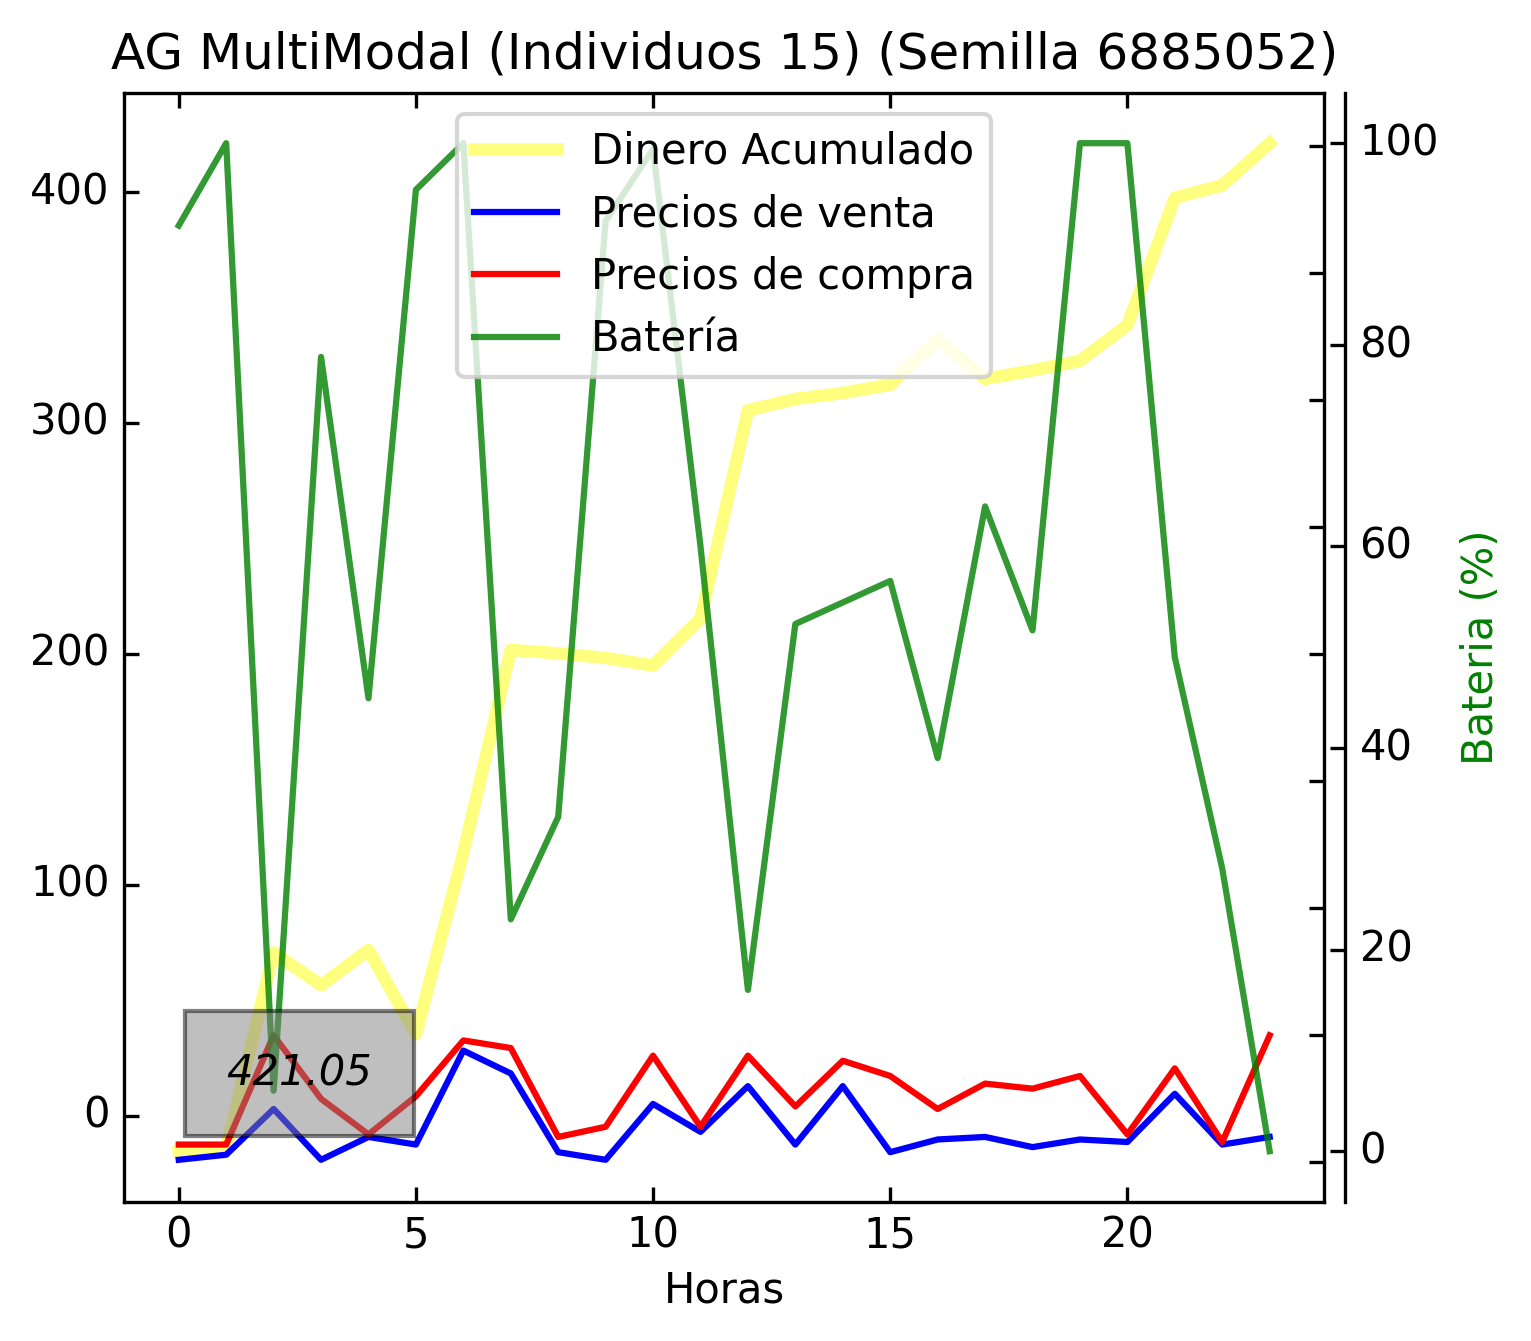 AG MultiModal (Individuos 15) (Semilla 6885052)
Dinero Acumulado
Precios de venta
Precios de compra
Batería
400
300
200
100
0
100
80
60
40
20
0
Bateria (%)
421.05
0 5 10 15 20
Horas